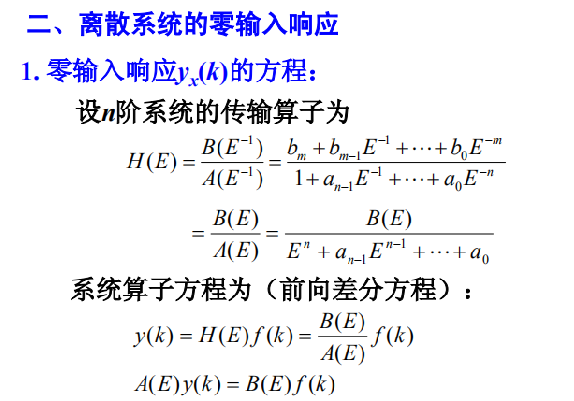 二、离散系统的零输入响应
1. 零输入响应yₓ(k)的方程：
设n阶系统的传输算子为
H(E) = B(E⁻¹)/A(E⁻¹) = (b_m + b_{m-1}E⁻¹ + ⋯ + b_0E^{-m})/(1 + a_{n-1}E⁻¹ + ⋯ + a_0E^{-n})
= B(E)/A(E) = B(E)/(E^n + a_{n-1}E^{n-1} + ⋯ + a_0)
系统算子方程为（前向差分方程）：
y(k) = H(E)f(k) = B(E)/A(E) f(k)
A(E)y(k) = B(E)f(k)